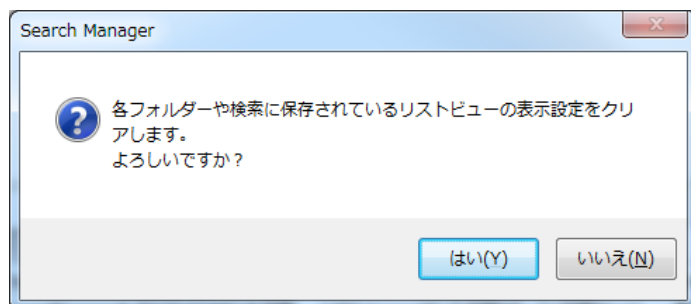 Search Manager
各フォルダーや検索に保存されているリストビューの表示設定をクリ
アします。
よろしいですか？
はい(Y)
いいえ(N)